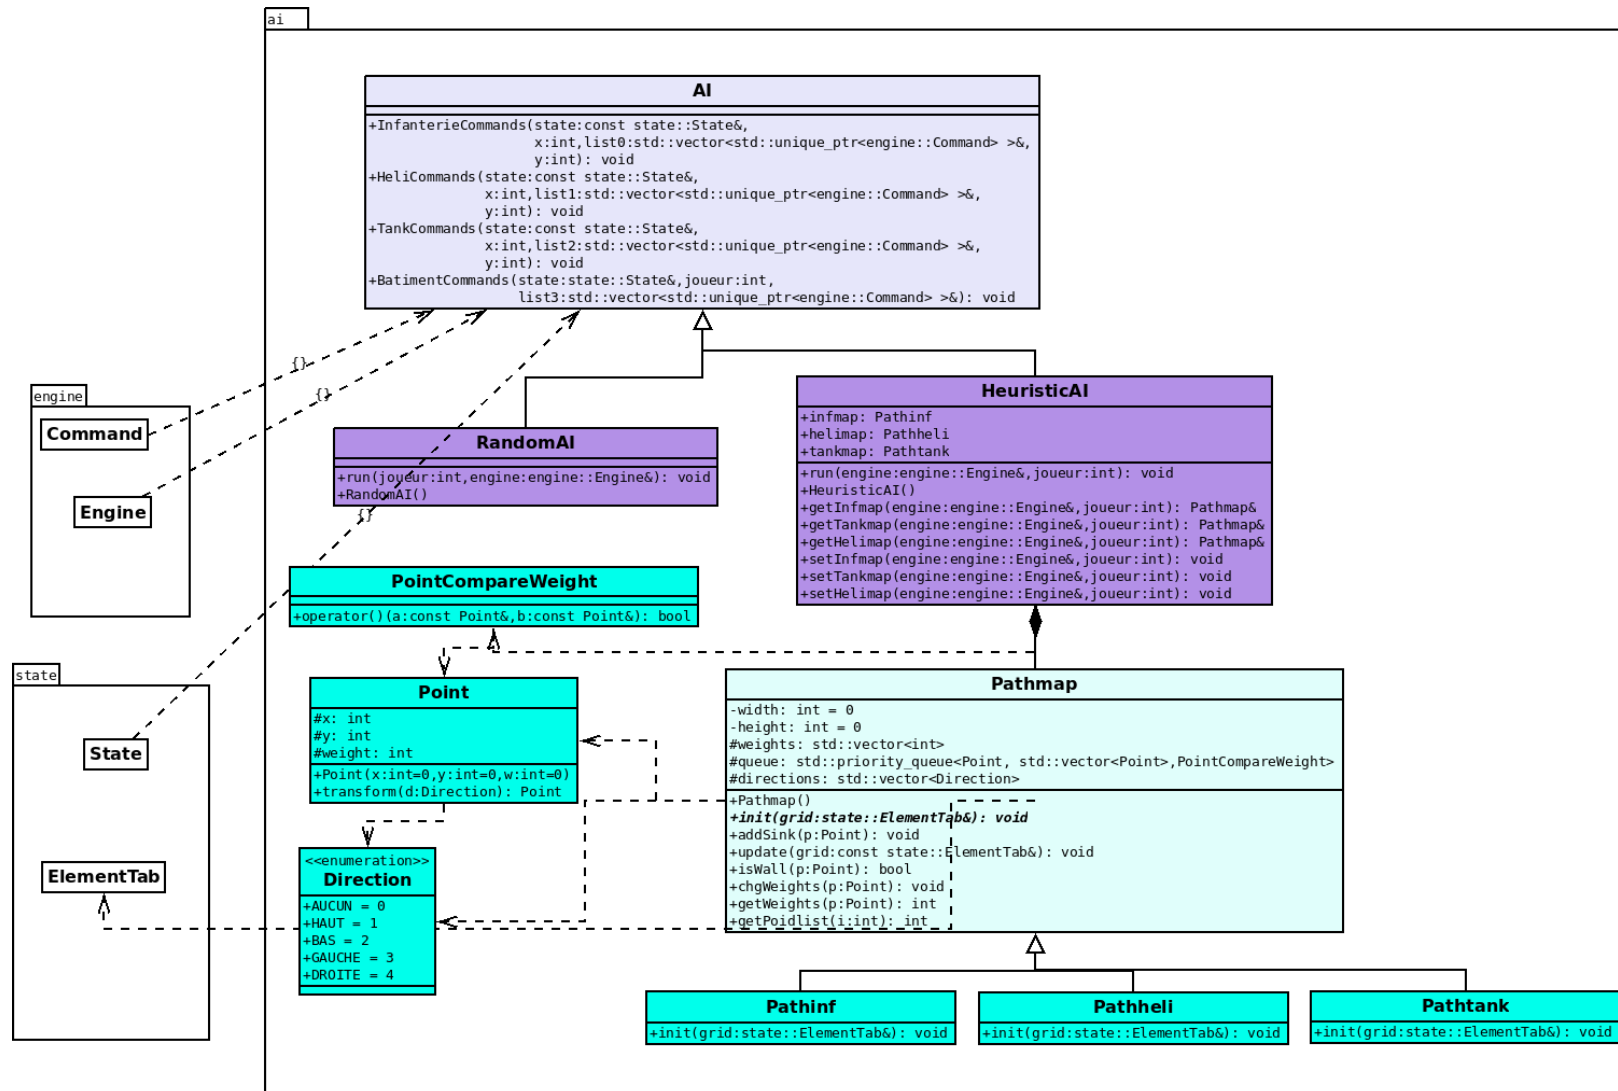 ai
AI
+InfanterieCommands(state:const state::State&,
x:int,list0:std::vector<std::unique_ptr<engine::Command> >&,
y:int): void
+HeliCommands(state:const state::State&,
x:int,list1:std::vector<std::unique_ptr<engine::Command> >&,
y:int): void
+TankCommands(state:const state::State&,
x:int,list2:std::vector<std::unique_ptr<engine::Command> >&,
y:int): void
+BatimentCommands(state:state::State&,joueur:int,
list3:std::vector<std::unique_ptr<engine::Command> >&): void
{}
{}
{}
engine
Command
Engine
RandomAI
+run(joueur:int,engine:engine::Engine&): void
+RandomAI()
HeuristicAI
+infmap: Pathinf
+helimap: Pathheli
+tankmap: Pathtank
+run(engine:engine::Engine&,joueur:int): void
+HeuristicAI()
+getInfmap(engine:engine::Engine&,joueur:int): Pathmap&
+getTankmap(engine:engine::Engine&,joueur:int): Pathmap&
+getHelimap(engine:engine::Engine&,joueur:int): Pathmap&
+setInfmap(engine:engine::Engine&,joueur:int): void
+setTankmap(engine:engine::Engine&,joueur:int): void
+setHelimap(engine:engine::Engine&,joueur:int): void
PointCompareWeight
+operator()(a:const Point&,b:const Point&): bool
state
State
ElementTab
Point
#x: int
#y: int
#weight: int
+Point(x:int=0,y:int=0,w:int=0)
+transform(d:Direction): Point
Pathmap
-width: int = 0
-height: int = 0
#weights: std::vector<int>
#queue: std::priority_queue<Point, std::vector<Point>,PointCompareWeight>
#directions: std::vector<Direction>
+Pathmap()
+init(grid:state::ElementTab&): void
+addSink(p:Point): void
+update(grid:const state::ElementTab&): void
+isWall(p:Point): bool
+chgWeights(p:Point): void
+getWeights(p:Point): int
+getPoidlist(i:int): int
<<enumeration>>
Direction
+AUCUN = 0
+HAUT = 1
+BAS = 2
+GAUCHE = 3
+DROITE = 4
Pathinf
+init(grid:state::ElementTab&): void
Pathheli
+init(grid:state::ElementTab&): void
Pathtank
+init(grid:state::ElementTab&): void